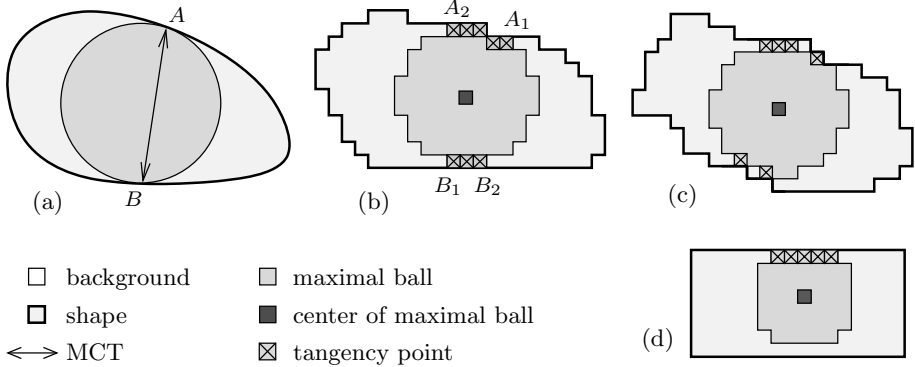 A A₂ A₁
B B₁ B₂
(a) (b) (c)
background maximal ball
shape center of maximal ball
MCT tangency point (d)